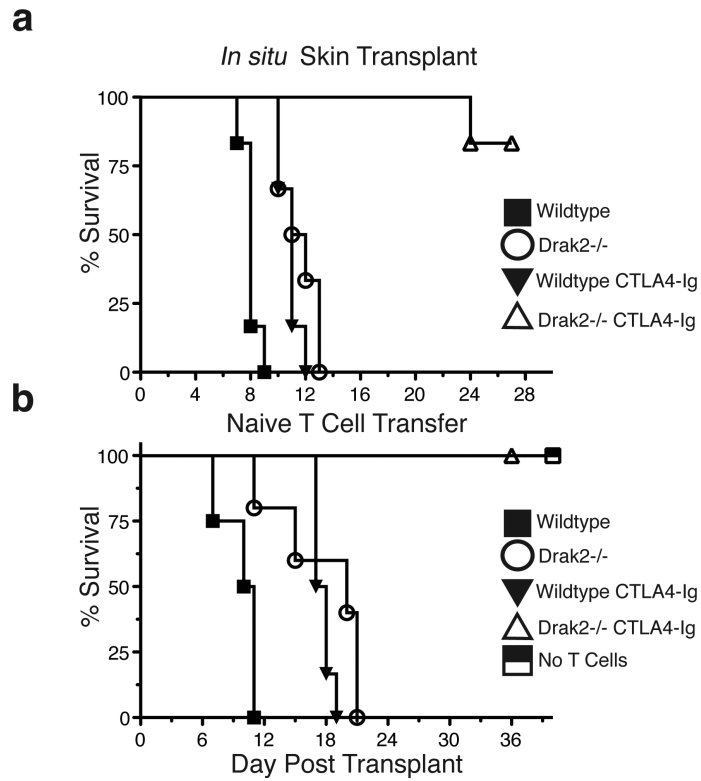 a
In situ Skin Transplant
100
75
50
25
0
% Survival
Wildtype
Drak2-/-
Wildtype CTLA4-Ig
Drak2-/- CTLA4-Ig
0 4 8 12 16 20 24 28
b
Naive T Cell Transfer
100
75
50
25
0
% Survival
Wildtype
Drak2-/-
Wildtype CTLA4-Ig
Drak2-/- CTLA4-Ig
No T Cells
0 6 12 18 24 30 36
Day Post Transplant